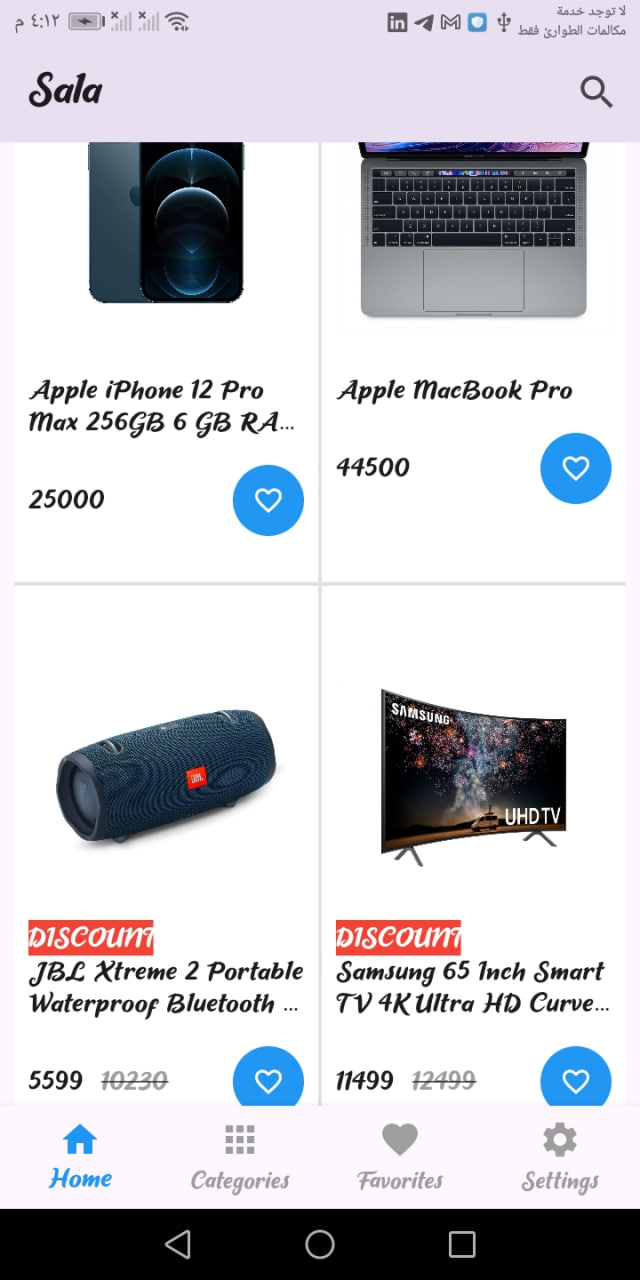 ٤:١٢ م
لا توجد خدمة
مكالمات الطوارئ فقط
Sala
Apple iPhone 12 Pro
Max 256GB 6 GB RA...
25000
Apple MacBook Pro
44500
JBL
DISCOUNT
JBL Xtreme 2 Portable
Waterproof Bluetooth ...
5599 10230
SAMSUNG
UHD TV
DISCOUNT
Samsung 65 Inch Smart
TV 4K Ultra HD Curve...
11499 12499
Home
Categories
Favorites
Settings